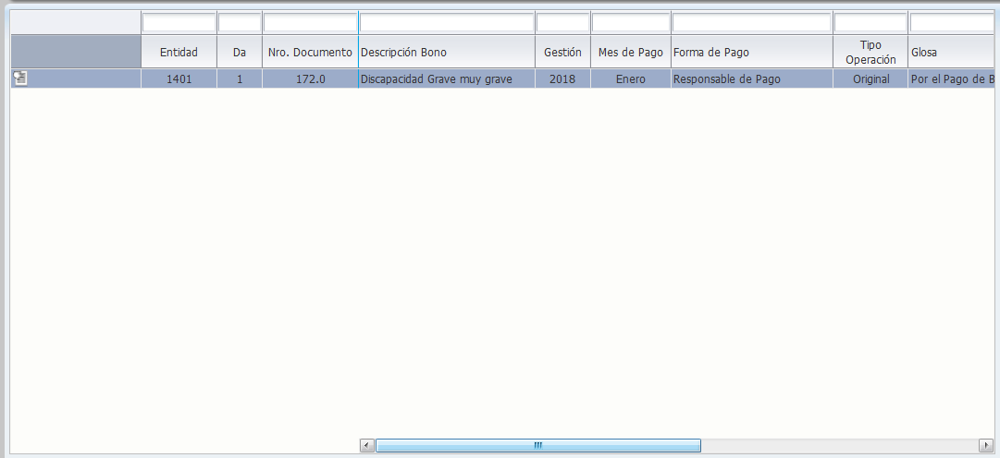 Entidad Da Nro. Documento Descripción Bono Gestión Mes de Pago Forma de Pago Tipo Operación Glosa
1401 1 172.0 Discapacidad Grave muy grave 2018 Enero Responsable de Pago Original Por el Pago de B